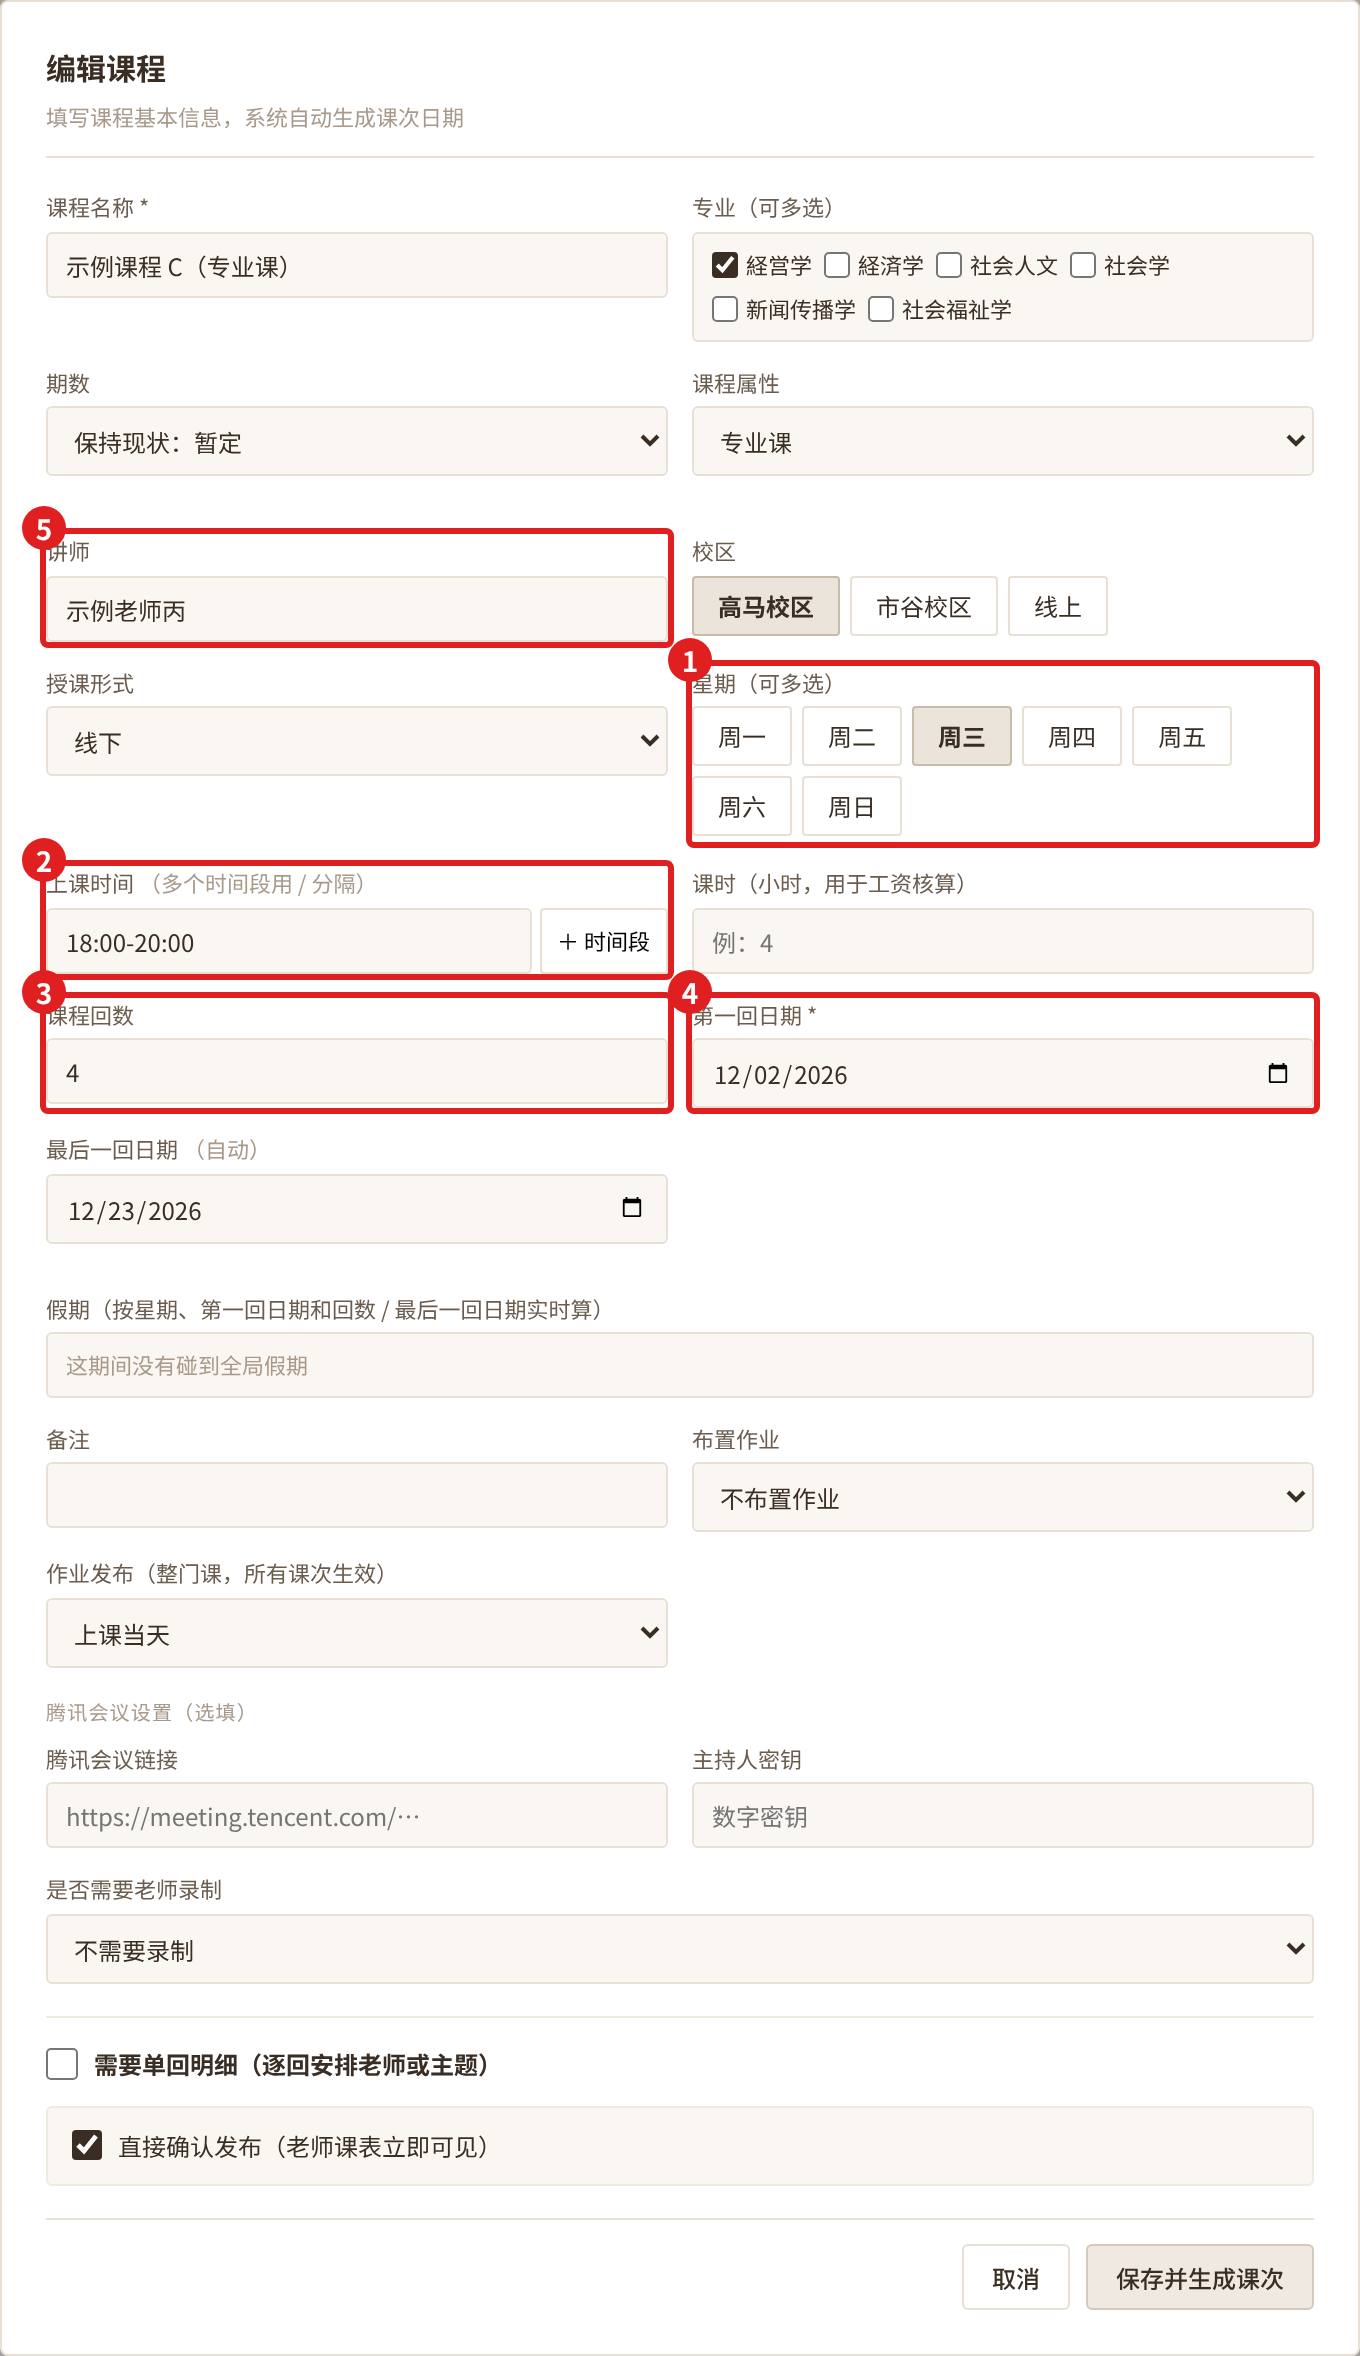 编辑课程
填写课程基本信息，系统自动生成课次日期
课程名称 *
示例课程 C（专业课）
专业（可多选）
経営学 経済学 社会人文 社会学
新闻传播学 社会福祉学
期数
保持现状：暂定
课程属性
专业课
5
讲师
示例老师丙
校区
高马校区 市谷校区 线上
授课形式
线下
1
星期（可多选）
周一 周二 周三 周四 周五
周六 周日
2
上课时间 （多个时间段用 / 分隔）
18:00-20:00 ＋ 时间段
课时（小时，用于工资核算）
例：4
3
课程回数
4
4
第一回日期 *
12/02/2026
最后一回日期 （自动）
12/23/2026
假期（按星期、第一回日期和回数 / 最后一回日期实时算）
这期间没有碰到全局假期
备注
布置作业
不布置作业
作业发布（整门课，所有课次生效）
上课当天
腾讯会议设置（选填）
腾讯会议链接
https://meeting.tencent.com/···
主持人密钥
数字密钥
是否需要老师录制
不需要录制
需要单回明细（逐回安排老师或主题）
直接确认发布（老师课表立即可见）
取消 保存并生成课次